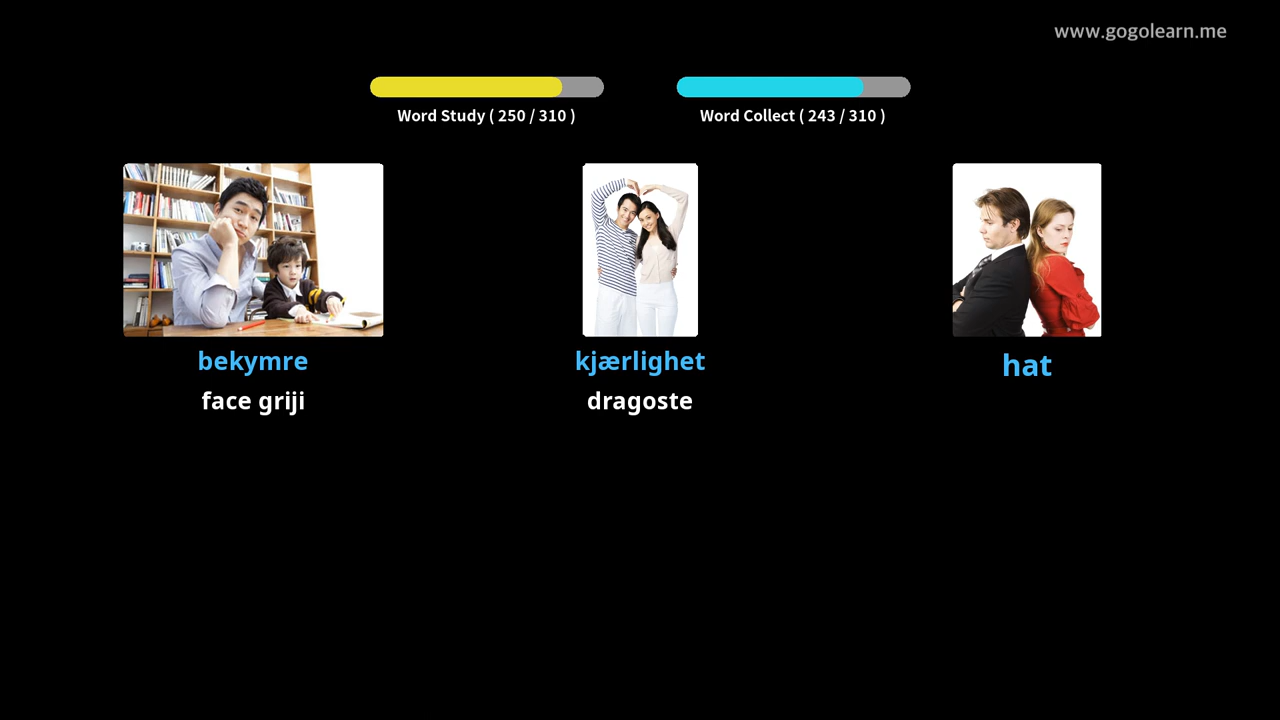 www.gogolearn.me
Word Study ( 250 / 310 )
Word Collect ( 243 / 310 )
bekymre
face griji
kjærlighet
dragoste
hat